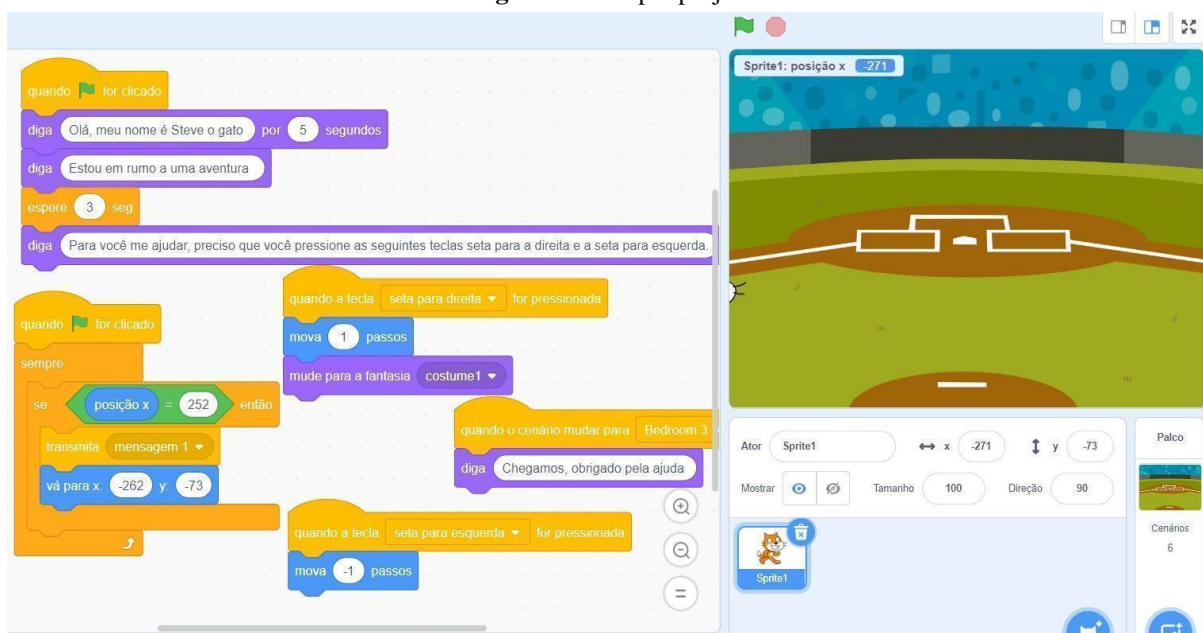 Sprite1: posição x -271
quando for clicado
diga Olá, meu nome é Steve o gato por 5 segundos
diga Estou em rumo a uma aventura
espere 3 seg
diga Para você me ajudar, preciso que você pressione as seguintes teclas seta para a direita e a seta para esquerda.
quando a tecla seta para direita for pressionada
mova 1 passos
mude para a fantasia costume1
quando for clicado
sempre
se posição x = 252 então
transmita mensagem 1
vá para x: -262 y: -73
quando o cenário mudar para Bedroom 3
diga Chegamos, obrigado pela ajuda
quando a tecla seta para esquerda for pressionada
mova -1 passos
Ator Sprite1 x -271 y -73
Mostrar Tamanho 100 Direção 90
Sprite1
Palco
Cenários
6